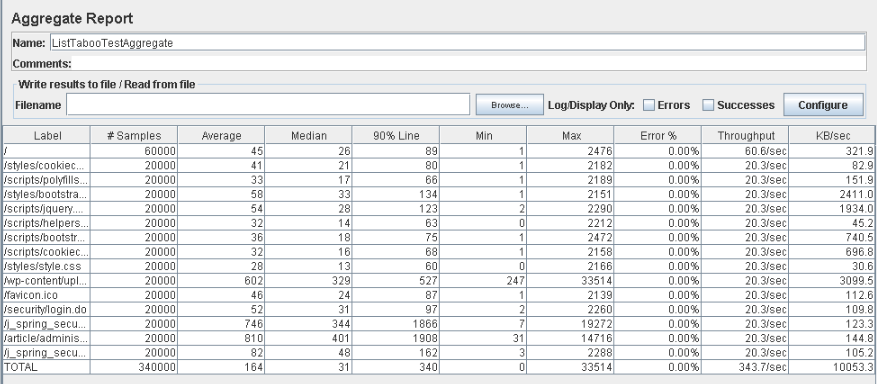 Aggregate Report
Name: ListTabooTestAggregate
Comments:
Write results to file / Read from file
Filename Browse... Log/Display Only: Errors Successes Configure
Label # Samples Average Median 90% Line Min Max Error % Throughput KB/sec
/ 60000 45 26 89 1 2476 0.00% 60.6/sec 321.9
/styles/cookiec... 20000 41 21 80 1 2182 0.00% 20.3/sec 82.9
/scripts/polyfills... 20000 33 17 66 1 2189 0.00% 20.3/sec 151.9
/styles/bootstra... 20000 58 33 134 1 2151 0.00% 20.3/sec 2411.0
/scripts/jquery.... 20000 54 28 123 2 2290 0.00% 20.3/sec 1934.0
/scripts/helpers... 20000 32 14 63 0 2212 0.00% 20.3/sec 45.2
/scripts/bootstr... 20000 36 18 75 1 2472 0.00% 20.3/sec 740.5
/scripts/cookiec... 20000 32 16 68 1 2158 0.00% 20.3/sec 696.8
/styles/style.css 20000 28 13 60 0 2166 0.00% 20.3/sec 30.6
/wp-content/upl... 20000 602 329 527 247 33514 0.00% 20.3/sec 3099.5
/favicon.ico 20000 46 24 87 1 2139 0.00% 20.3/sec 112.6
/security/login.do 20000 52 31 97 2 2260 0.00% 20.3/sec 109.8
/j_spring_secu... 20000 746 344 1866 7 19272 0.00% 20.3/sec 123.3
/article/adminis... 20000 810 401 1908 31 14716 0.00% 20.3/sec 144.8
/j_spring_secu... 20000 82 48 162 3 2288 0.00% 20.3/sec 105.2
TOTAL 340000 164 31 340 0 33514 0.00% 343.7/sec 10053.3